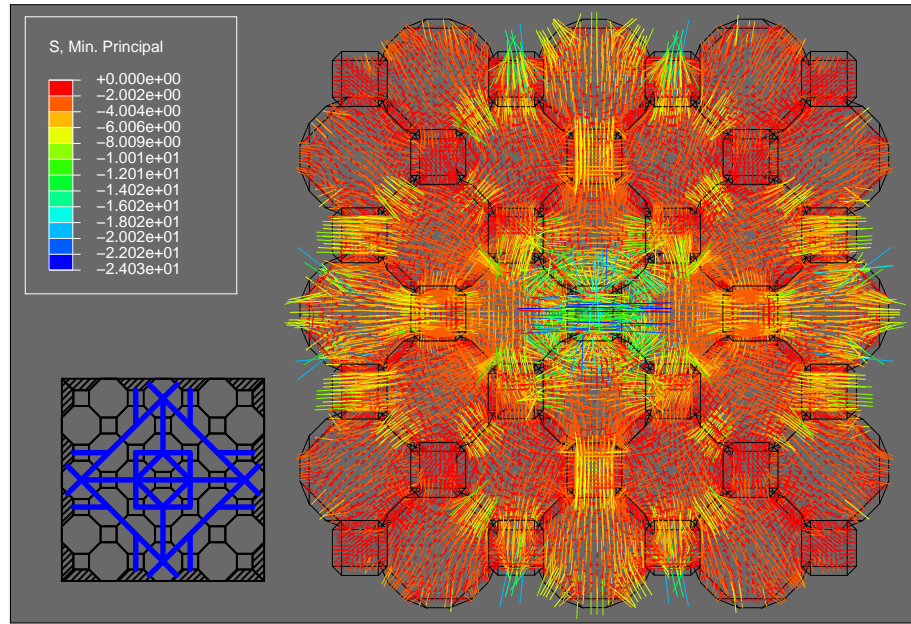 S, Min. Principal
+0.000e+00
−2.002e+00
−4.004e+00
−6.006e+00
−8.009e+00
−1.001e+01
−1.201e+01
−1.402e+01
−1.602e+01
−1.802e+01
−2.002e+01
−2.202e+01
−2.403e+01